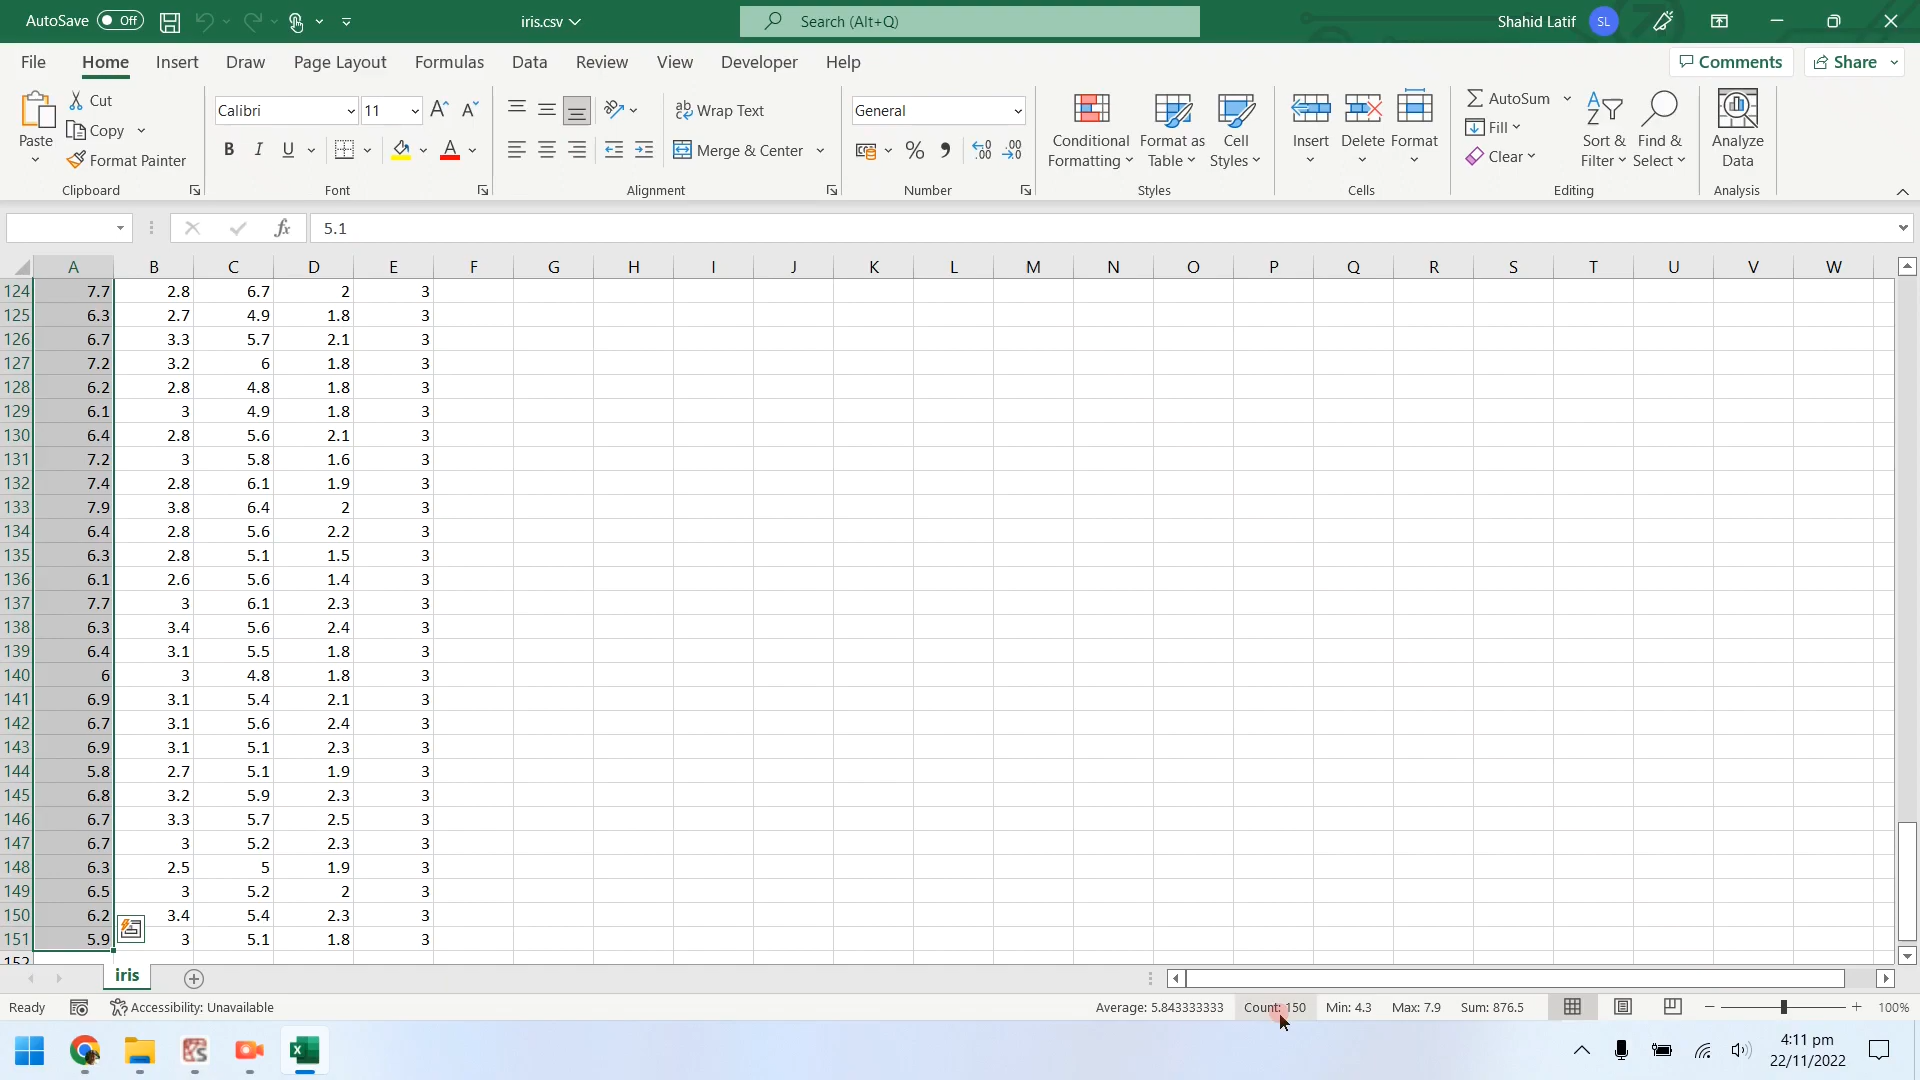 AutoSave Off iris.csv Search (Alt+Q) Shahid Latif SL
File Home Insert Draw Page Layout Formulas Data Review View Developer Help Comments Share
Paste Cut Copy Format Painter Clipboard
Calibri 11 B I U A Font
ab Wrap Text Merge & Center Alignment
General % Number
Conditional Formatting Format as Table Cell Styles Styles
Insert Delete Format Cells
AutoSum Fill Clear Sort & Filter Find & Select Editing
Analyze Data Analysis
fx 5.1
A B C D E F G H I J K L M N O P Q R S T U V W
124 7.7 2.8 6.7 2 3
125 6.3 2.7 4.9 1.8 3
126 6.7 3.3 5.7 2.1 3
127 7.2 3.2 6 1.8 3
128 6.2 2.8 4.8 1.8 3
129 6.1 3 4.9 1.8 3
130 6.4 2.8 5.6 2.1 3
131 7.2 3 5.8 1.6 3
132 7.4 2.8 6.1 1.9 3
133 7.9 3.8 6.4 2 3
134 6.4 2.8 5.6 2.2 3
135 6.3 2.8 5.1 1.5 3
136 6.1 2.6 5.6 1.4 3
137 7.7 3 6.1 2.3 3
138 6.3 3.4 5.6 2.4 3
139 6.4 3.1 5.5 1.8 3
140 6 3 4.8 1.8 3
141 6.9 3.1 5.4 2.1 3
142 6.7 3.1 5.6 2.4 3
143 6.9 3.1 5.1 2.3 3
144 5.8 2.7 5.1 1.9 3
145 6.8 3.2 5.9 2.3 3
146 6.7 3.3 5.7 2.5 3
147 6.7 3 5.2 2.3 3
148 6.3 2.5 5 1.9 3
149 6.5 3 5.2 2 3
150 6.2 3.4 5.4 2.3 3
151 5.9 3 5.1 1.8 3
152
iris
Ready Accessibility: Unavailable Average: 5.843333333 Count: 150 Min: 4.3 Max: 7.9 Sum: 876.5 100%
4:11 pm
22/11/2022